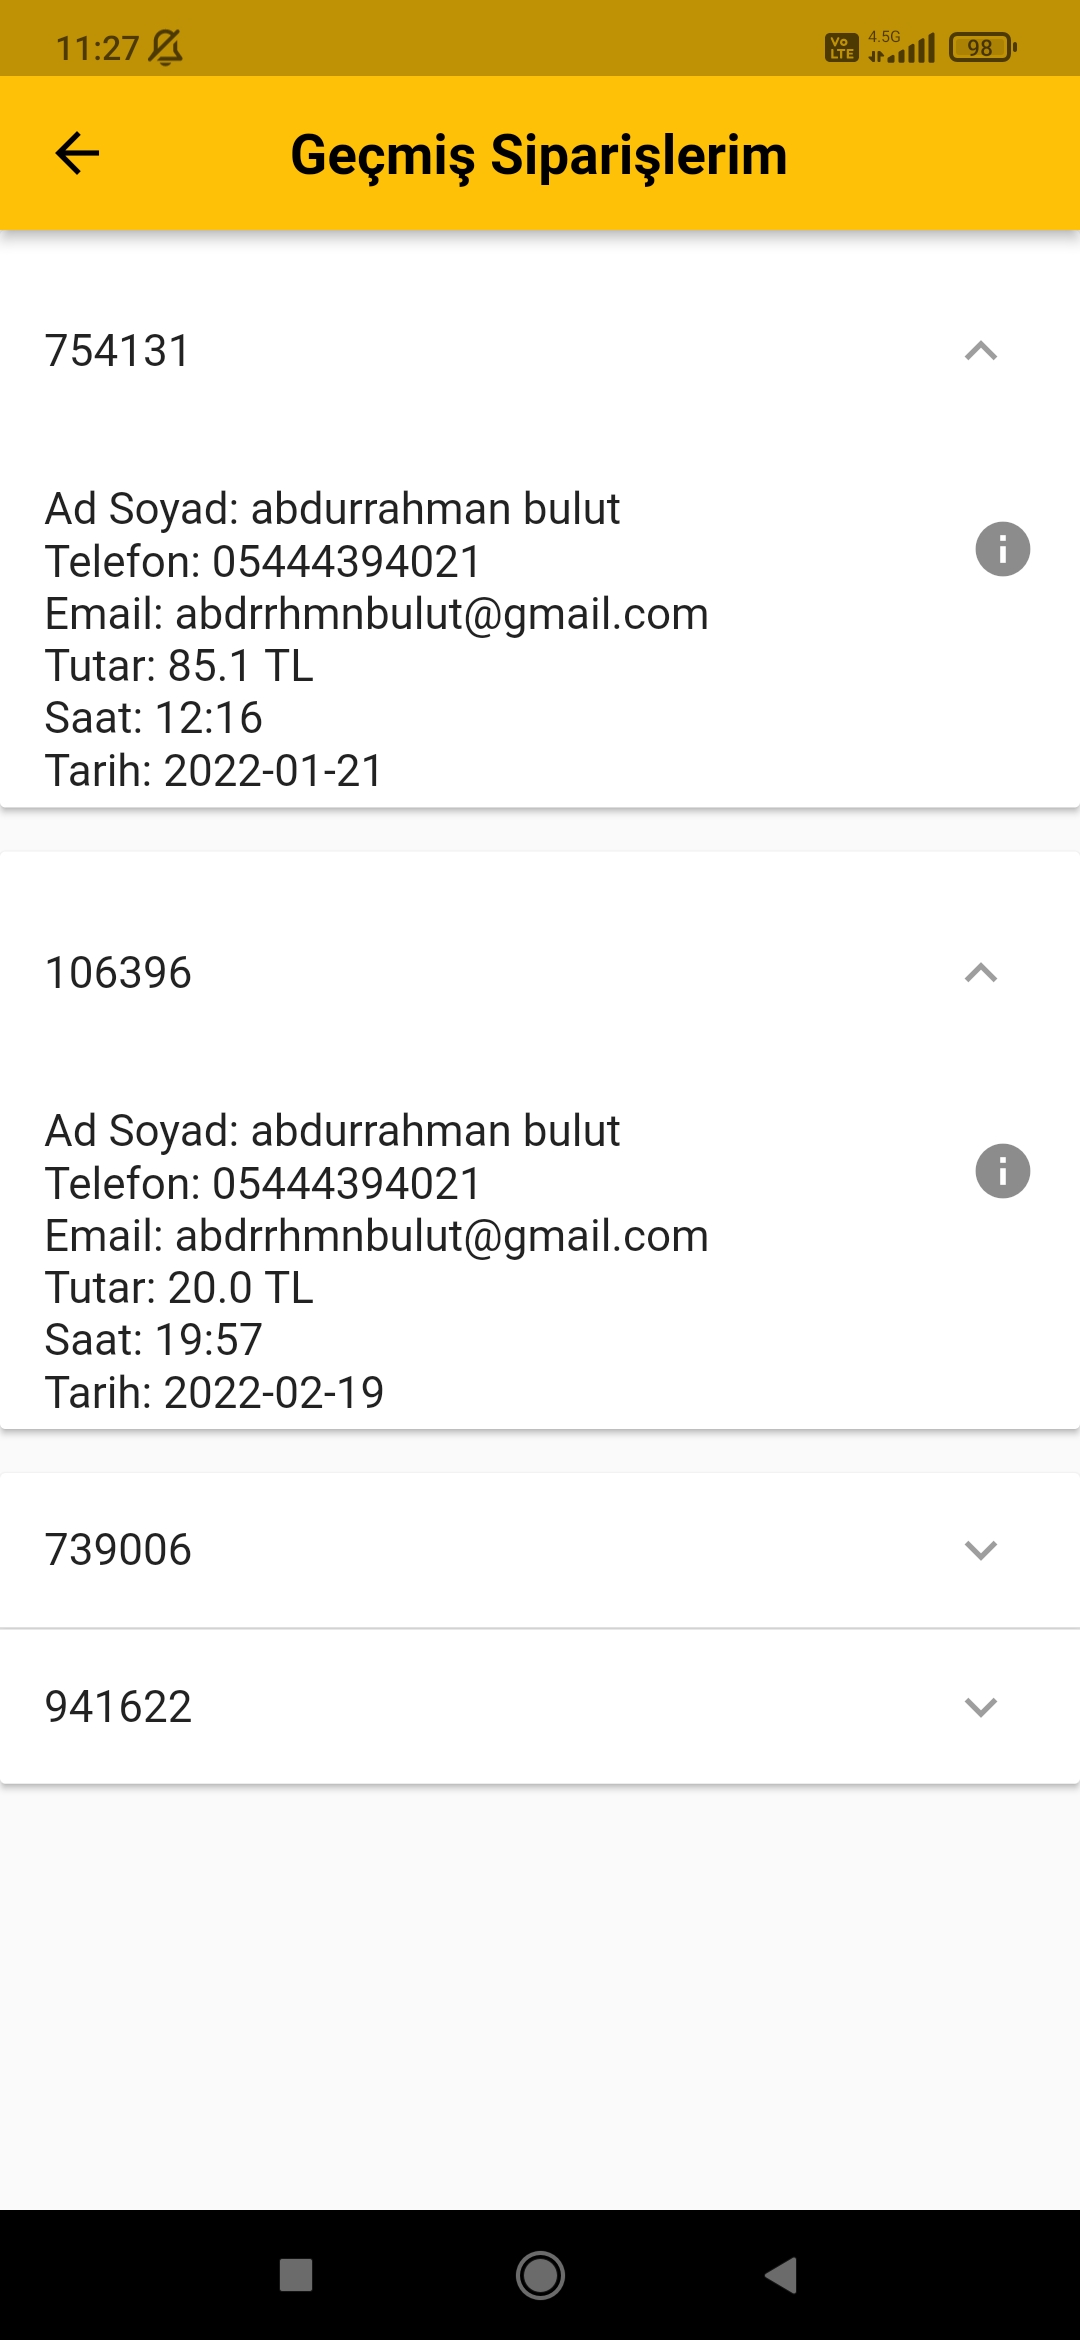 11:27
Vo LTE 4.5G 98
Geçmiş Siparişlerim
754131
Ad Soyad: abdurrahman bulut
Telefon: 05444394021
Email: abdrrhmnbulut@gmail.com
Tutar: 85.1 TL
Saat: 12:16
Tarih: 2022-01-21
106396
Ad Soyad: abdurrahman bulut
Telefon: 05444394021
Email: abdrrhmnbulut@gmail.com
Tutar: 20.0 TL
Saat: 19:57
Tarih: 2022-02-19
739006
941622